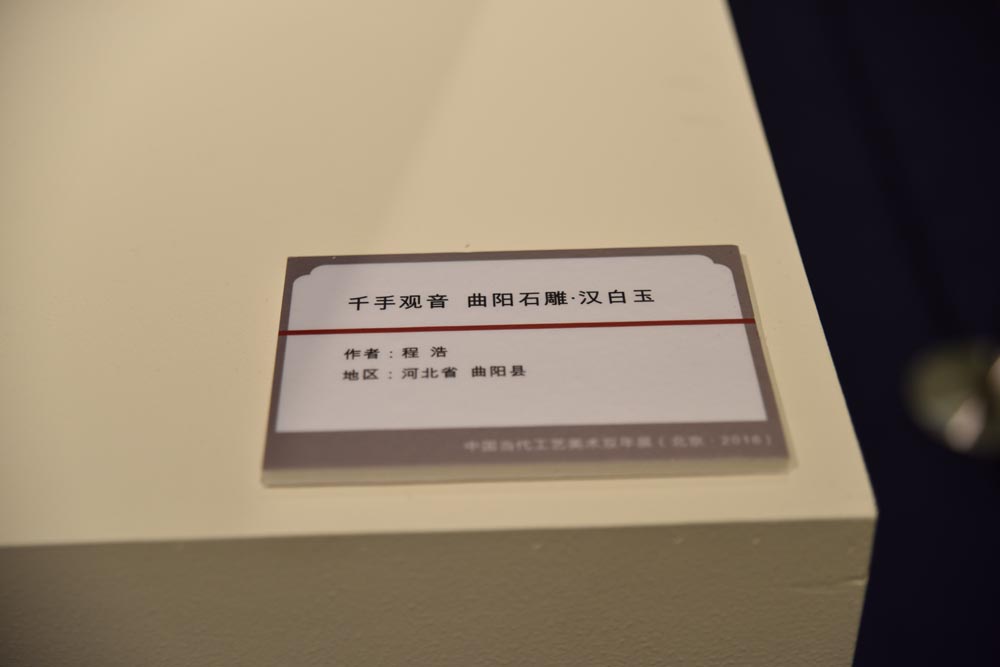 千手观音 曲阳石雕·汉白玉
作者：程 浩
地区：河北省 曲阳县
中国当代工艺美术双年展（北京·2016）